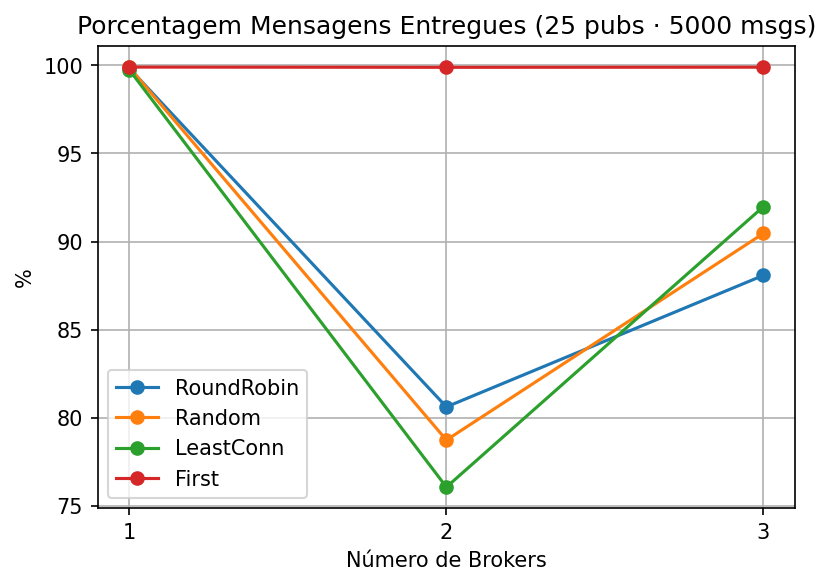 Porcentagem Mensagens Entregues (25 pubs · 5000 msgs)
100
95
90
85
80
75
%
RoundRobin
Random
LeastConn
First
1 2 3
Número de Brokers